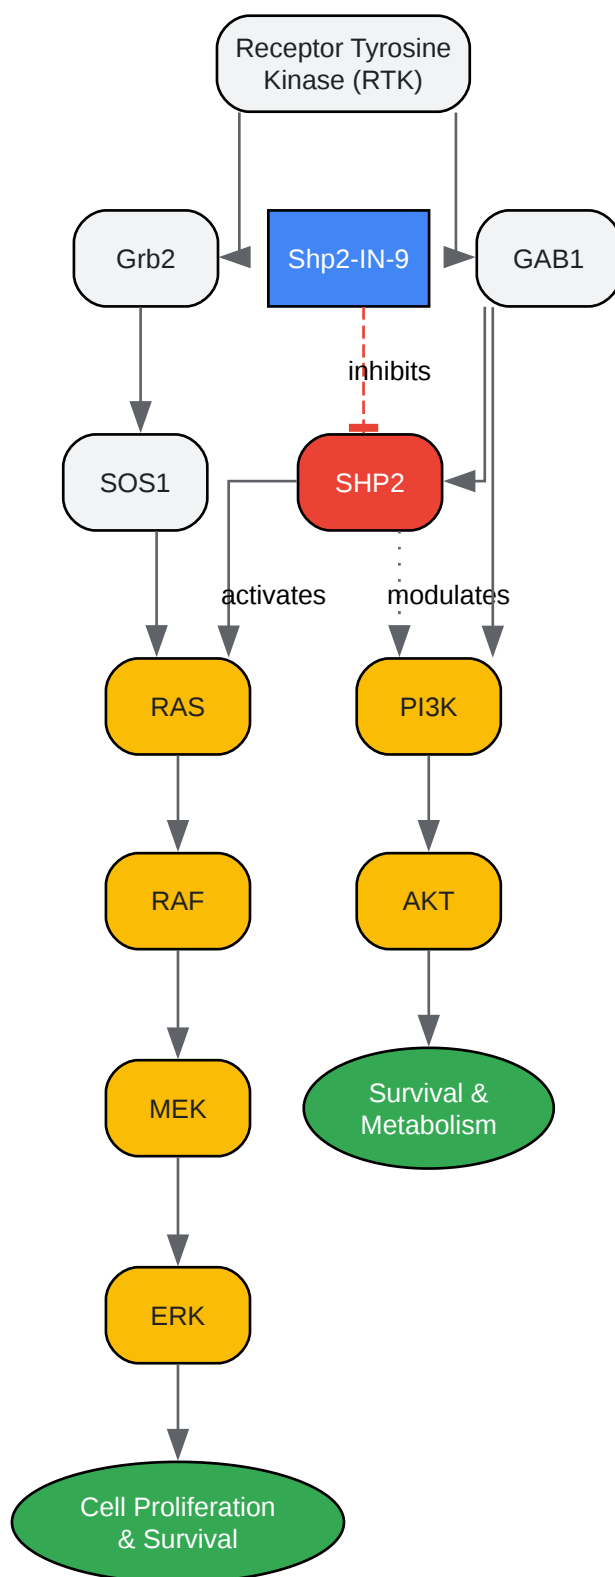 Receptor Tyrosine
Kinase (RTK)
Grb2
Shp2-IN-9
GAB1
inhibits
SOS1
SHP2
activates
modulates
RAS
PI3K
RAF
AKT
MEK
Survival &
Metabolism
ERK
Cell Proliferation
& Survival